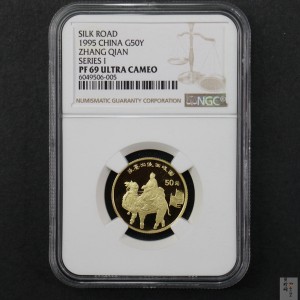 SILK ROAD
1995 CHINA G50Y
ZHANG QIAN
SERIES I
PF 69 ULTRA CAMEO
6049506-005
NUMISMATIC GUARANTY CORPORATION
NGC
50元